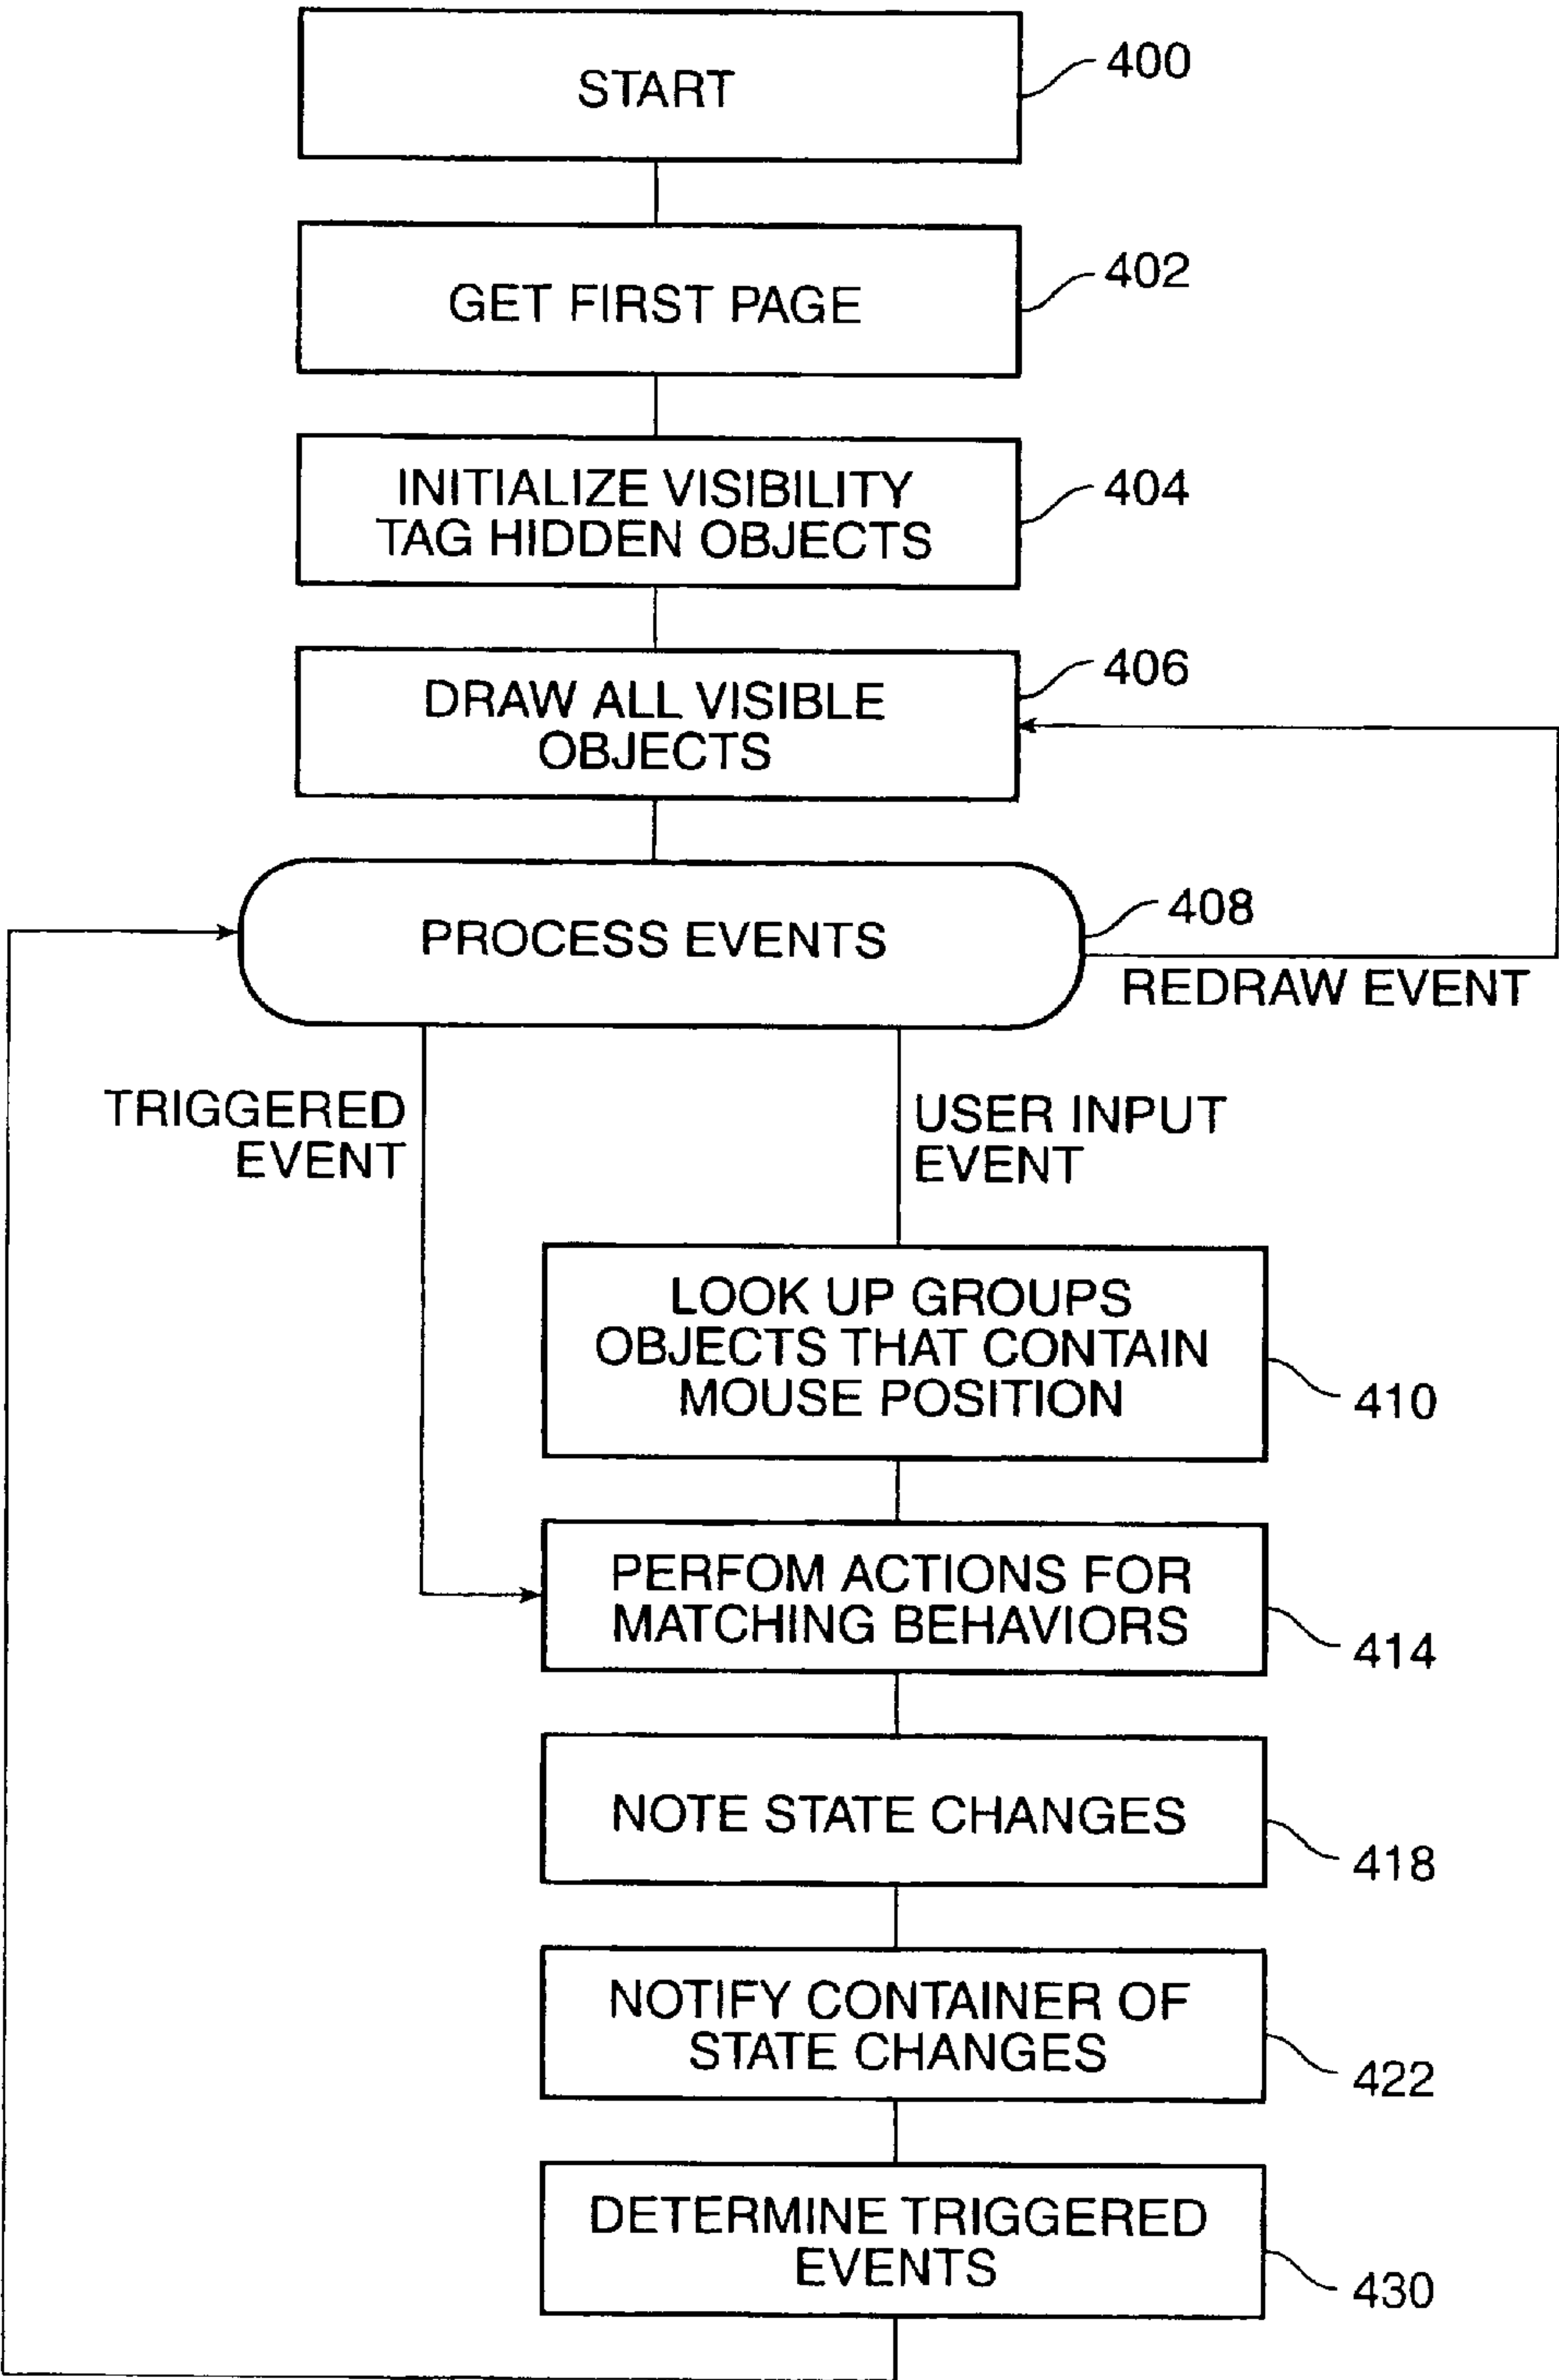 START
400
GET FIRST PAGE
402
INITIALIZE VISIBILITY
TAG HIDDEN OBJECTS
404
DRAW ALL VISIBLE
OBJECTS
406
PROCESS EVENTS
408
REDRAW EVENT
TRIGGERED
EVENT
USER INPUT
EVENT
LOOK UP GROUPS
OBJECTS THAT CONTAIN
MOUSE POSITION
410
PERFOM ACTIONS FOR
MATCHING BEHAVIORS
414
NOTE STATE CHANGES
418
NOTIFY CONTAINER OF
STATE CHANGES
422
DETERMINE TRIGGERED
EVENTS
430